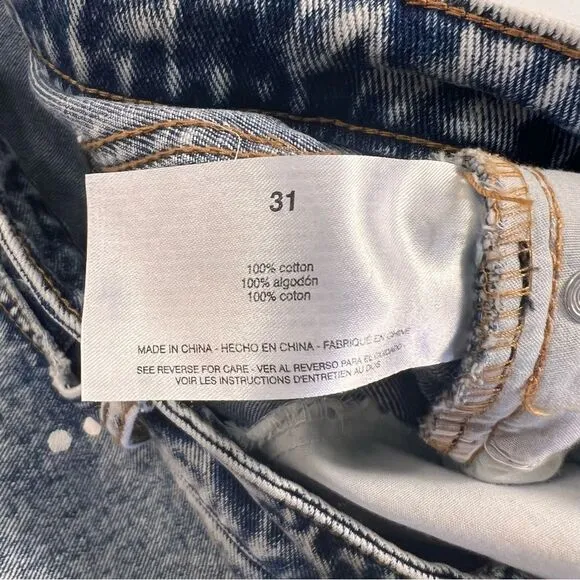 31
100% cotton
100% algodón
100% coton
MADE IN CHINA - HECHO EN CHINA - FABRIQUÉ EN CHINE
SEE REVERSE FOR CARE - VER AL REVERSO PARA EL CUIDADO
VOIR LES INSTRUCTIONS D'ENTRETIEN AU DOS